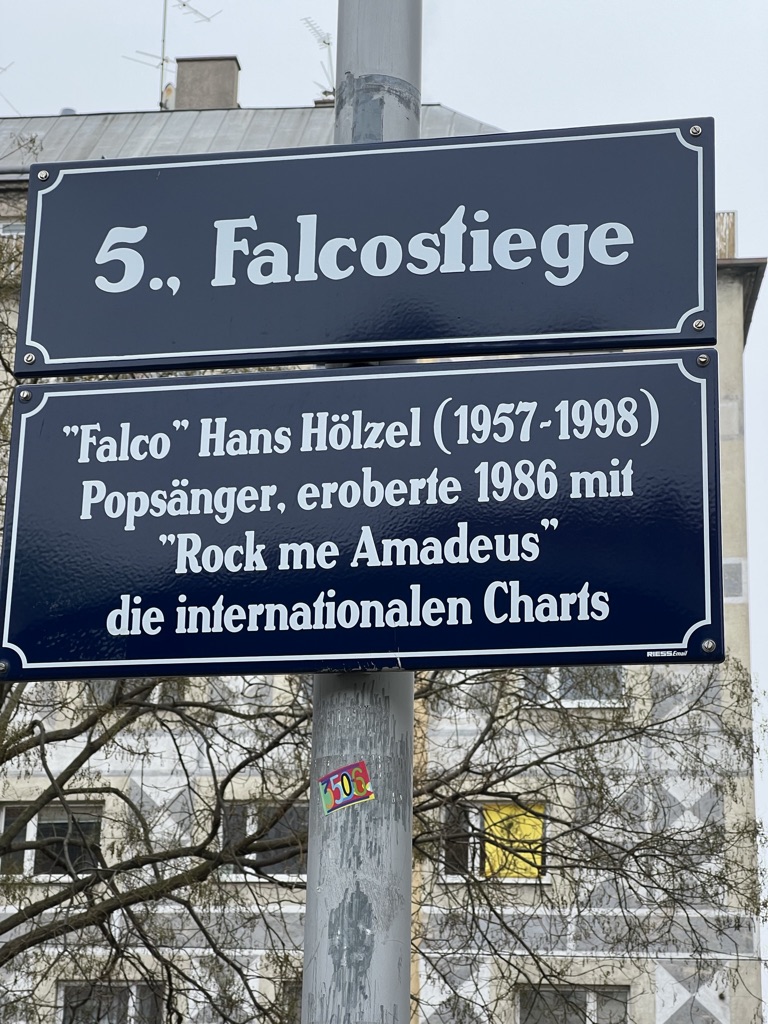 5., Falcostiege
"Falco" Hans Hölzel (1957-1998)
Popsänger, eroberte 1986 mit
"Rock me Amadeus"
die internationalen Charts
RIESS Email
3506